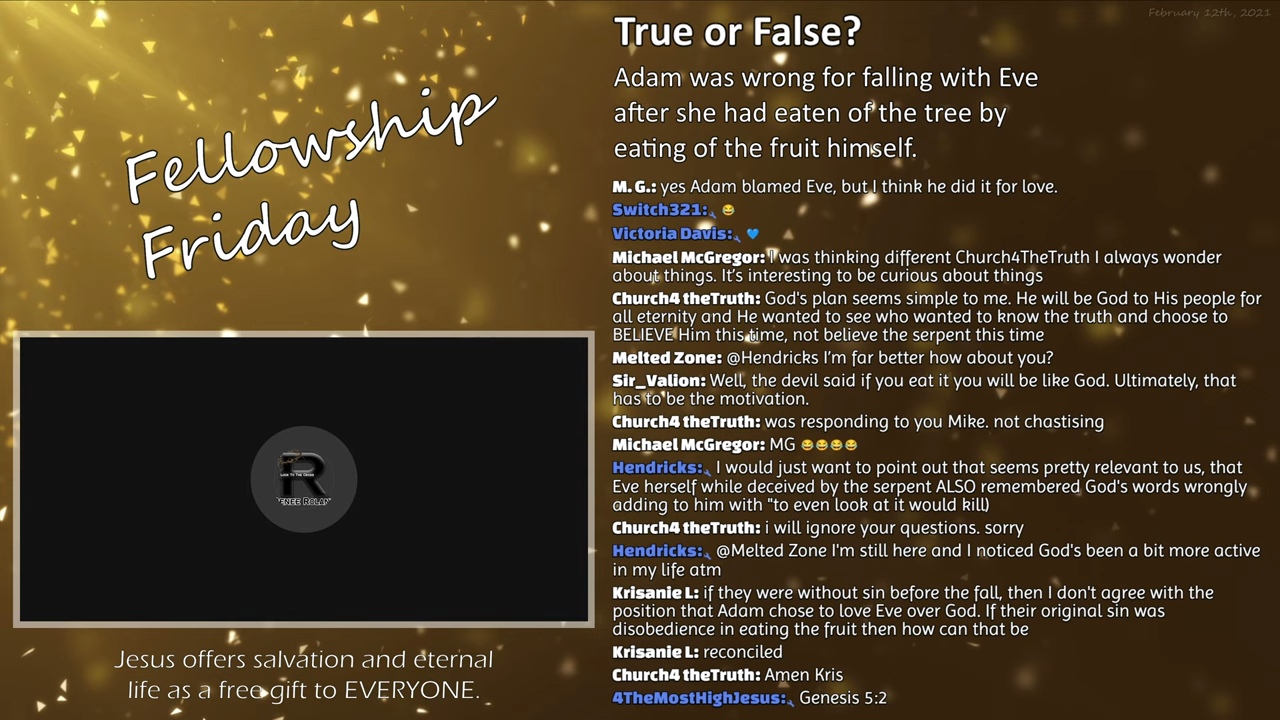 February 12th, 2021
True or False?
Adam was wrong for falling with Eve
after she had eaten of the tree by
eating of the fruit himself.
Fellowship
Friday
M. G.: yes Adam blamed Eve, but I think he did it for love.
Switch321: 😂
Victoria Davis: 💙
Michael McGregor: I was thinking different Church4TheTruth I always wonder
about things. It's interesting to be curious about things
Church4 theTruth: God's plan seems simple to me. He will be God to His people for
all eternity and He wanted to see who wanted to know the truth and choose to
BELIEVE Him this time, not believe the serpent this time
Melted Zone: @Hendricks I'm far better how about you?
Sir_Valion: Well, the devil said if you eat it you will be like God. Ultimately, that
has to be the motivation.
Church4 theTruth: was responding to you Mike. not chastising
Michael McGregor: MG 😂😂😂😂
Hendricks: I would just want to point out that seems pretty relevant to us, that
Eve herself while deceived by the serpent ALSO remembered God's words wrongly
adding to him with "to even look at it would kill)
Church4 theTruth: i will ignore your questions. sorry
Hendricks: @Melted Zone I'm still here and I noticed God's been a bit more active
in my life atm
Krisanie L: if they were without sin before the fall, then I don't agree with the
position that Adam chose to love Eve over God. If their original sin was
disobedience in eating the fruit then how can that be
Krisanie L: reconciled
Church4 theTruth: Amen Kris
4TheMostHighJesus: Genesis 5:2
R
LOOK TO THE CROSS
Jesus offers salvation and eternal
life as a free gift to EVERYONE.